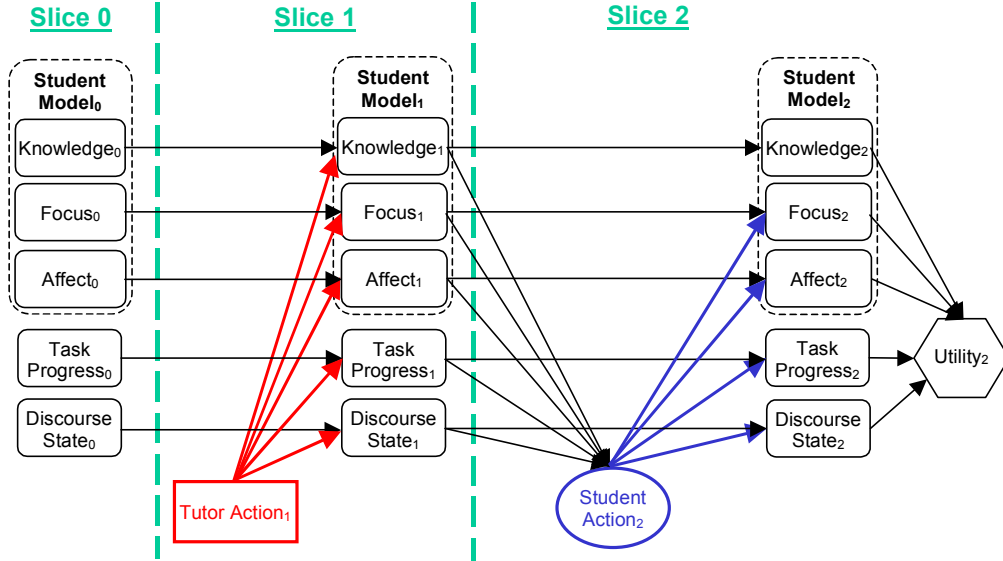 Slice 0
Slice 1
Slice 2
Student
Model₀
Knowledge₀
Focus₀
Affect₀
Task
Progress₀
Discourse
State₀
Student
Model₁
Knowledge₁
Focus₁
Affect₁
Task
Progress₁
Discourse
State₁
Tutor Action₁
Student
Model₂
Knowledge₂
Focus₂
Affect₂
Task
Progress₂
Discourse
State₂
Student
Action₂
Utility₂